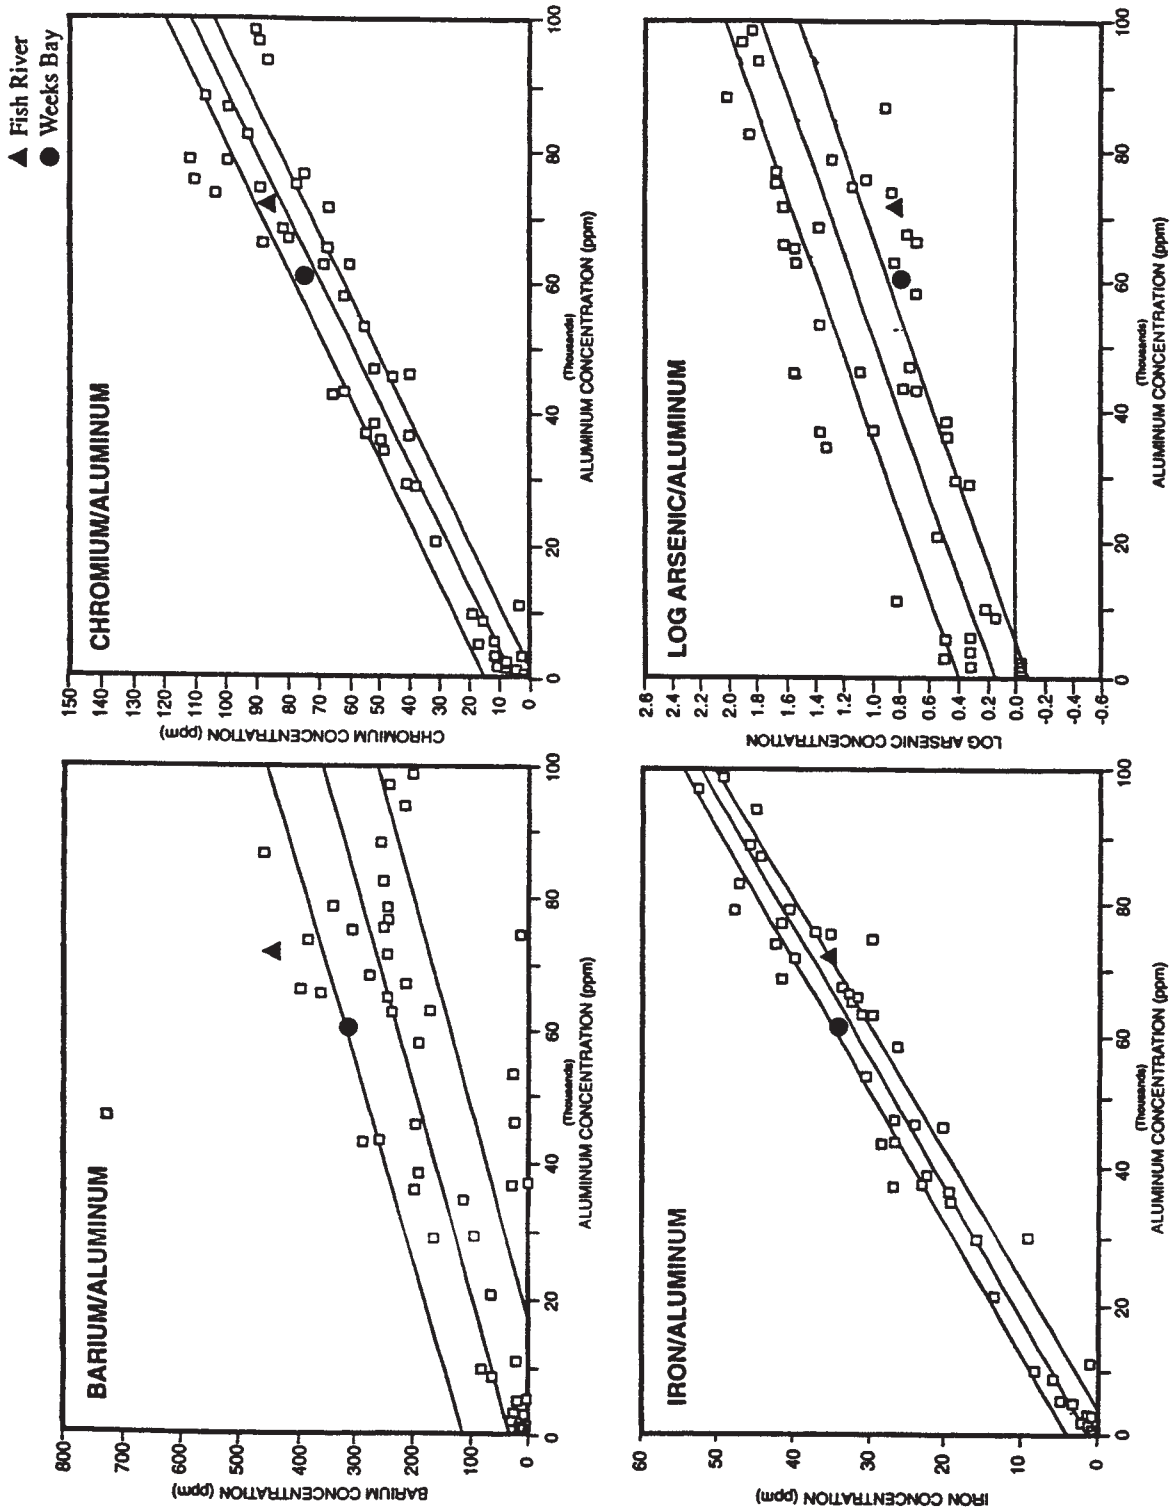 Fish River
Weeks Bay
BARIUM/ALUMINUM
BARIUM CONCENTRATION (ppm)
800
700
600
500
400
300
200
100
0
0 20 40 60 80 100
(Thousands)
ALUMINUM CONCENTRATION (ppm)
CHROMIUM/ALUMINUM
CHROMIUM CONCENTRATION (ppm)
150
140
130
120
110
100
90
80
70
60
50
40
30
20
10
0
0 20 40 60 80 100
(Thousands)
ALUMINUM CONCENTRATION (ppm)
IRON/ALUMINUM
IRON CONCENTRATION (ppm)
60
50
40
30
20
10
0
0 20 40 60 80 100
(Thousands)
ALUMINUM CONCENTRATION (ppm)
LOG ARSENIC/ALUMINUM
LOG ARSENIC CONCENTRATION
2.6
2.4
2.2
2.0
1.8
1.6
1.4
1.2
1.0
0.8
0.6
0.4
0.2
0.0
-0.2
-0.4
-0.6
0 20 40 60 80 100
(Thousands)
ALUMINUM CONCENTRATION (ppm)